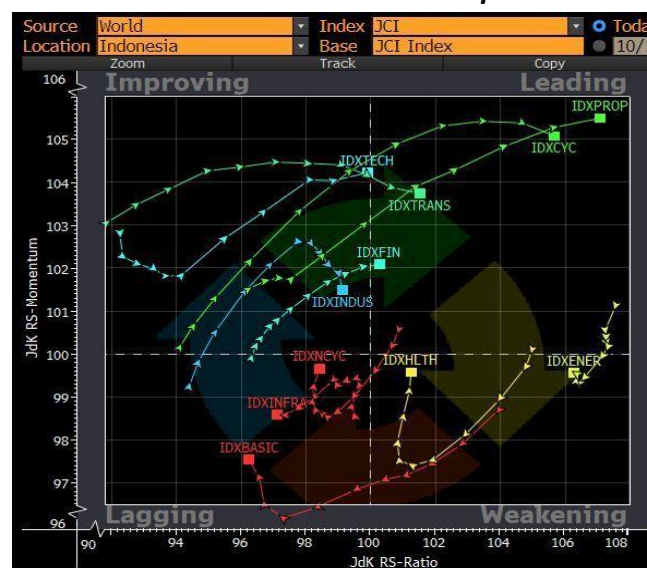 Source World Index JCI Toda
Location Indonesia Base JCI Index 10/
Zoom Track Copy
106 Improving Leading
IDXPROP
105
IDXCYC
IDXTECH
104
IDXTRANS
103
IDXFIN
102
IDXINDUS
101
JdK RS-Momentum
100
IDXNCYC IDXHLTH IDXENER
99
IDXINFRA
98
IDXBASIC
97
96 Lagging Weakening
90 94 96 98 100 102 104 106 108
JdK RS-Ratio